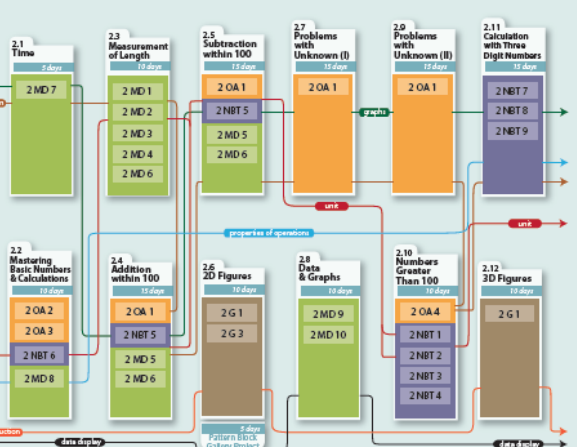 2.1
Time
5 days
2 MD 7
2.3
Measurement
of Length
10 days
2 MD 1
2 MD 2
2 MD 3
2 MD 4
2 MD 6
2.5
Subtraction
within 100
15 days
2 OA 1
2 NBT 5
2 MD 5
2 MD 6
2.7
Problems
with
Unknown (I)
15 days
2 OA 1
2.9
Problems
with
Unknown (II)
15 days
2 OA 1
2.11
Calculation
with Three
Digit Numbers
15 days
2 NBT 7
2 NBT 8
2 NBT 9
graphs
unit
unit
properties of operations
2.2
Mastering
Basic Numbers
& Calculations
10 days
2 OA 2
2 OA 3
2 NBT 6
2 MD 8
2.4
Addition
within 100
15 days
2 OA 1
2 NBT 5
2 MD 5
2 MD 6
2.6
2D Figures
10 days
2 G 1
2 G 3
5 days
Pattern Block
Gallery Project
2.8
Data
& Graphs
10 days
2 MD 9
2 MD 10
2.10
Numbers
Greater
Than 100
10 days
2 OA 4
2 NBT 1
2 NBT 2
2 NBT 3
2 NBT 4
2.12
3D Figures
10 days
2 G 1
uction
data display
data display